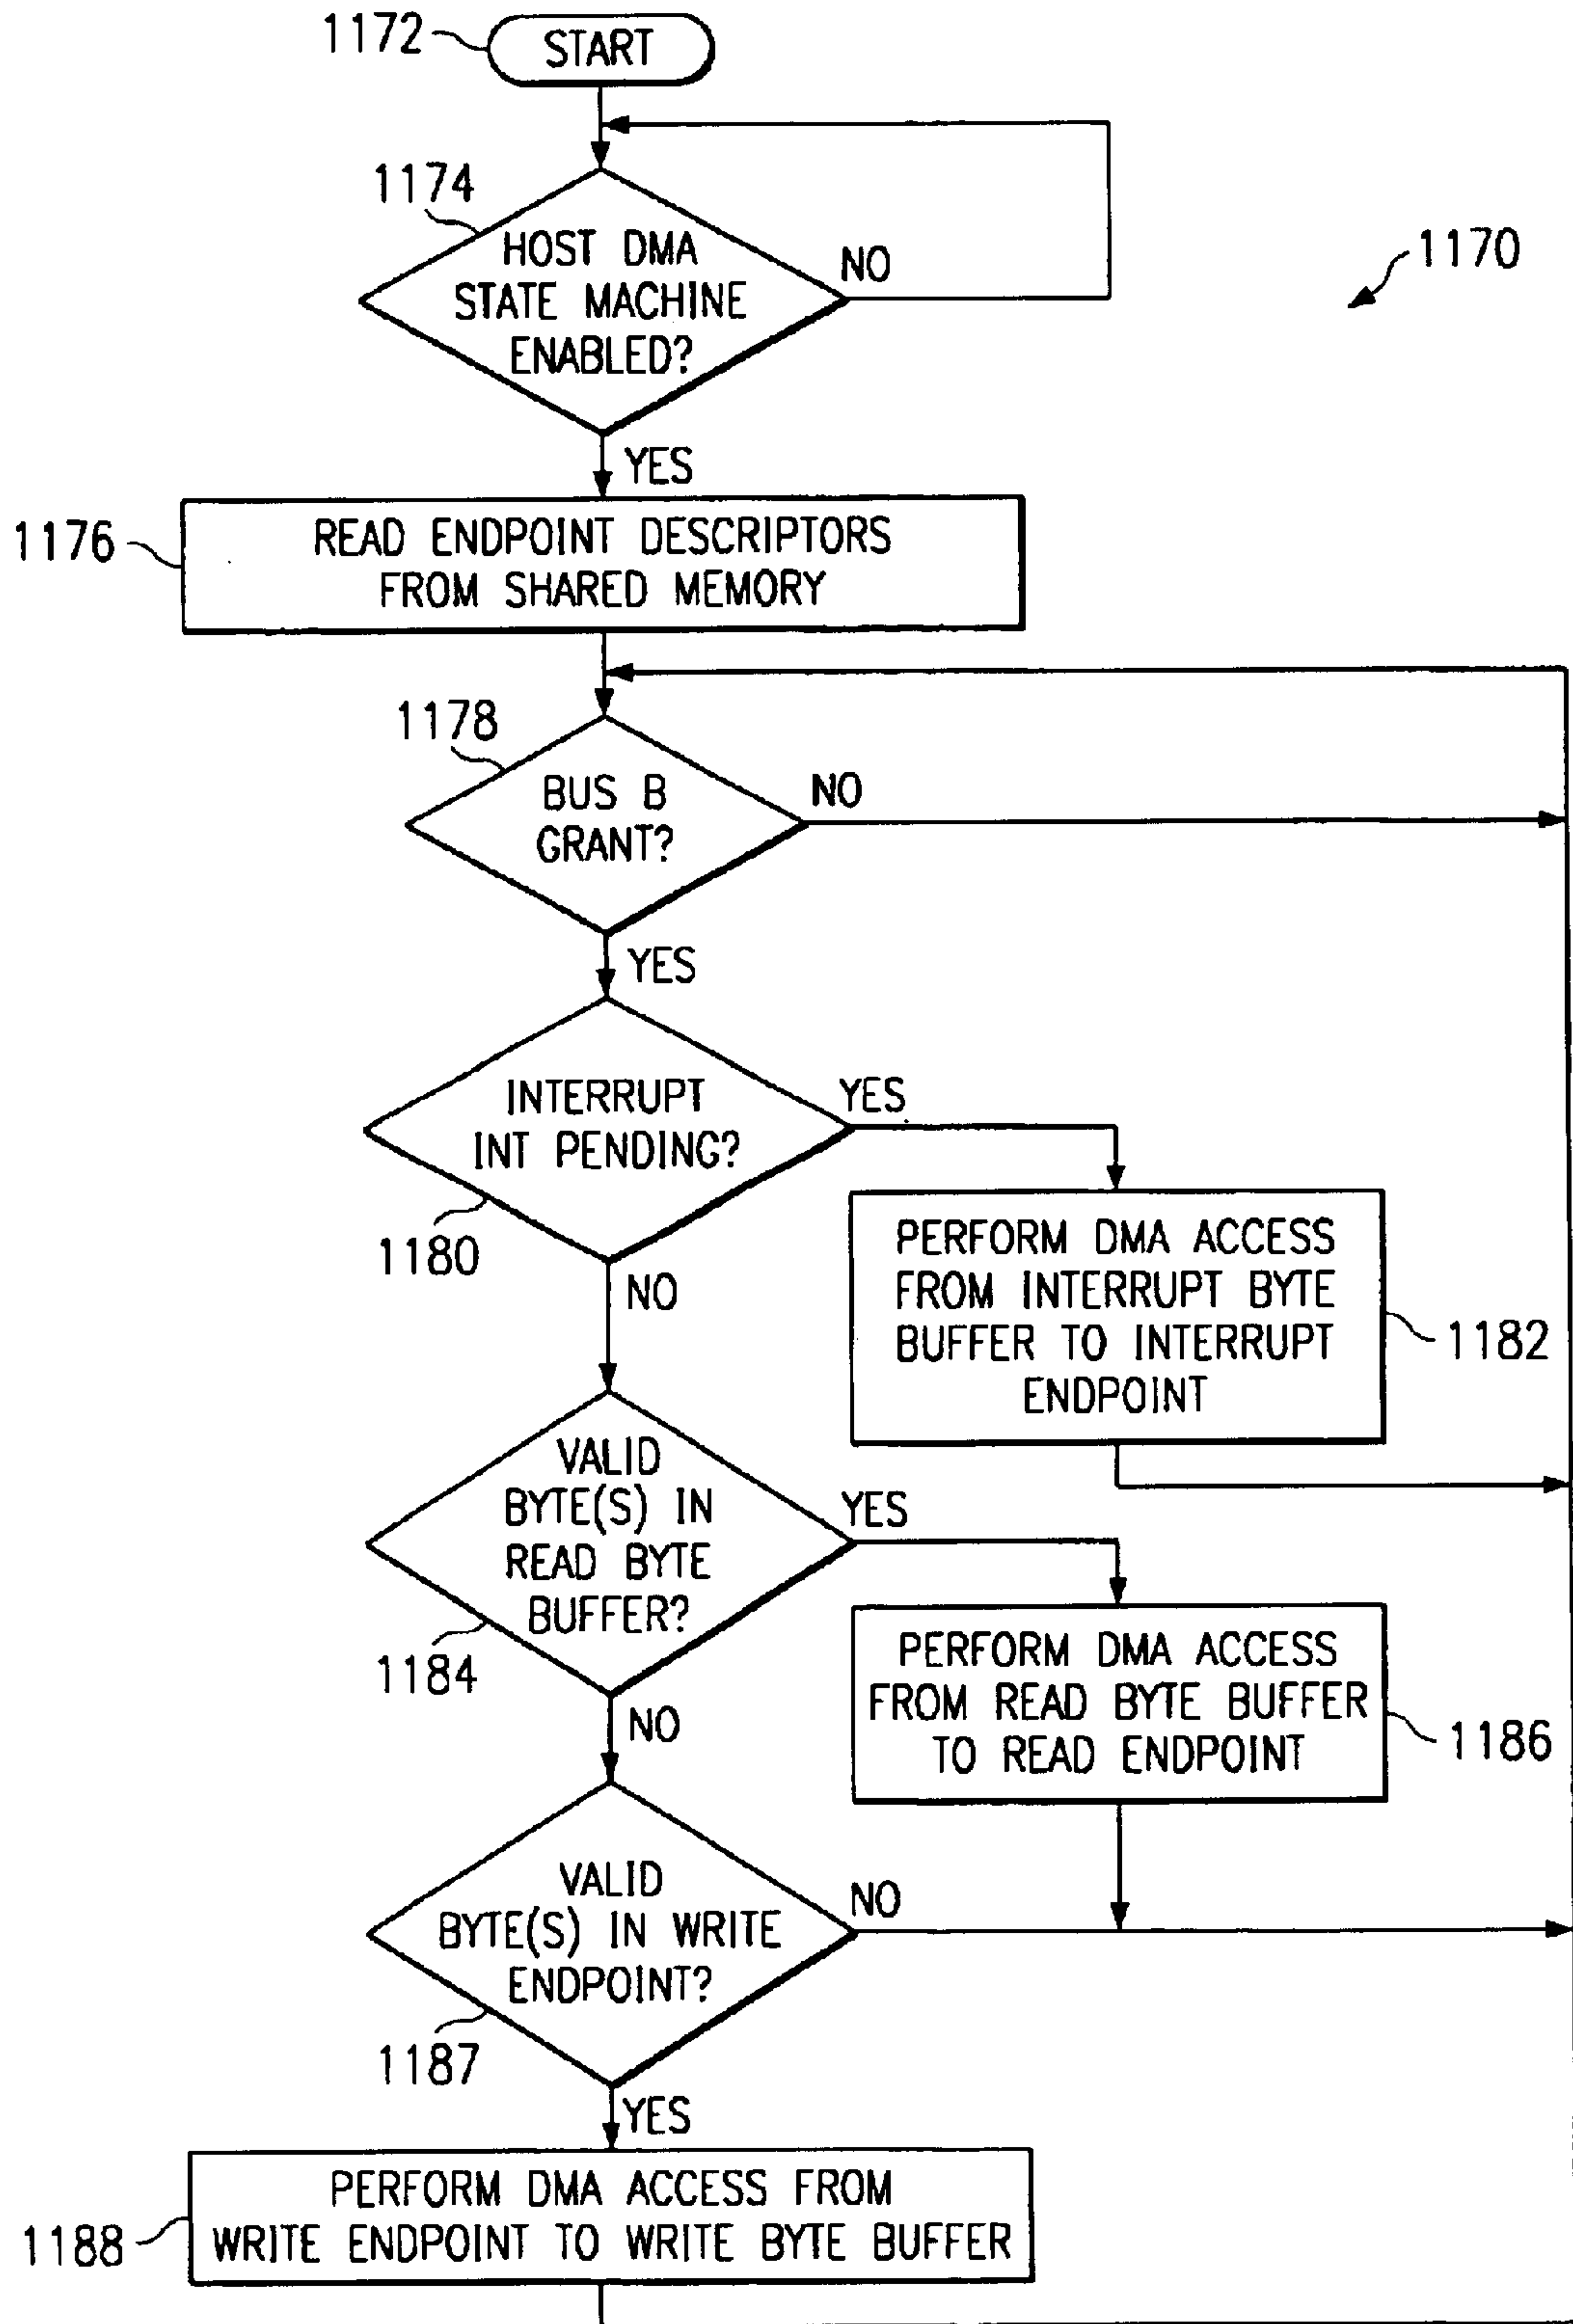 1172
START
1174
HOST DMA
STATE MACHINE
ENABLED?
NO
1170
YES
1176
READ ENDPOINT DESCRIPTORS
FROM SHARED MEMORY
1178
BUS B
GRANT?
NO
YES
INTERRUPT
INT PENDING?
YES
1180
NO
PERFORM DMA ACCESS
FROM INTERRUPT BYTE
BUFFER TO INTERRUPT
ENDPOINT
1182
VALID
BYTE(S) IN
READ BYTE
BUFFER?
YES
1184
NO
PERFORM DMA ACCESS
FROM READ BYTE BUFFER
TO READ ENDPOINT
1186
VALID
BYTE(S) IN WRITE
ENDPOINT?
NO
1187
YES
PERFORM DMA ACCESS FROM
WRITE ENDPOINT TO WRITE BYTE BUFFER
1188